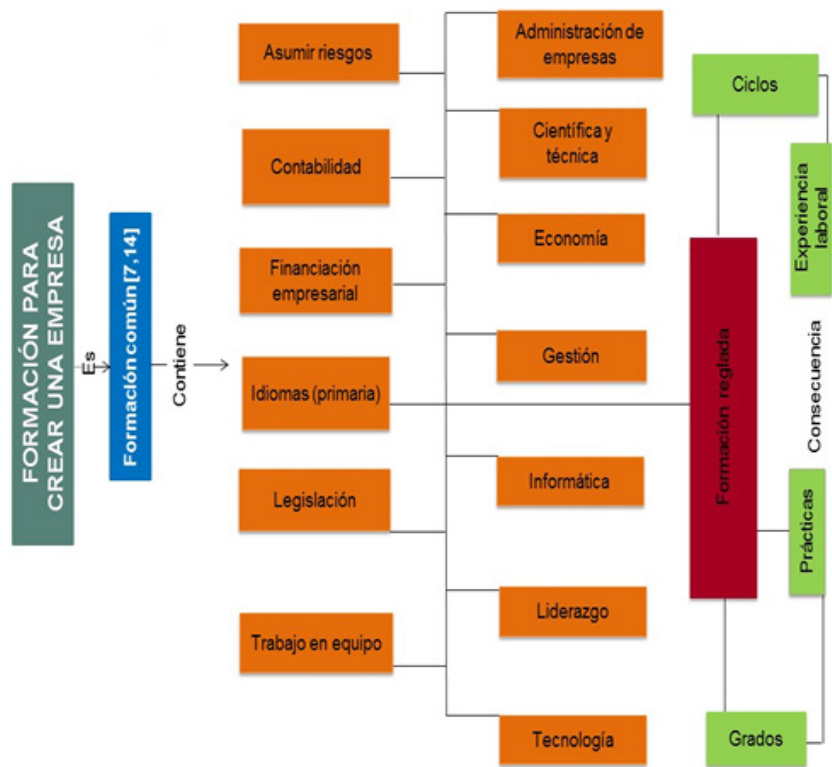 FORMACIÓN PARA
CREAR UNA EMPRESA
Es
Formación común [7,14]
Contiene
Asumir riesgos
Contabilidad
Financiación
empresarial
Idiomas (primaria)
Legislación
Trabajo en equipo
Administración de
empresas
Científica y
técnica
Economía
Gestión
Informática
Liderazgo
Tecnología
Formación reglada
Ciclos
Experiencia
laboral
Consecuencia
Prácticas
Grados